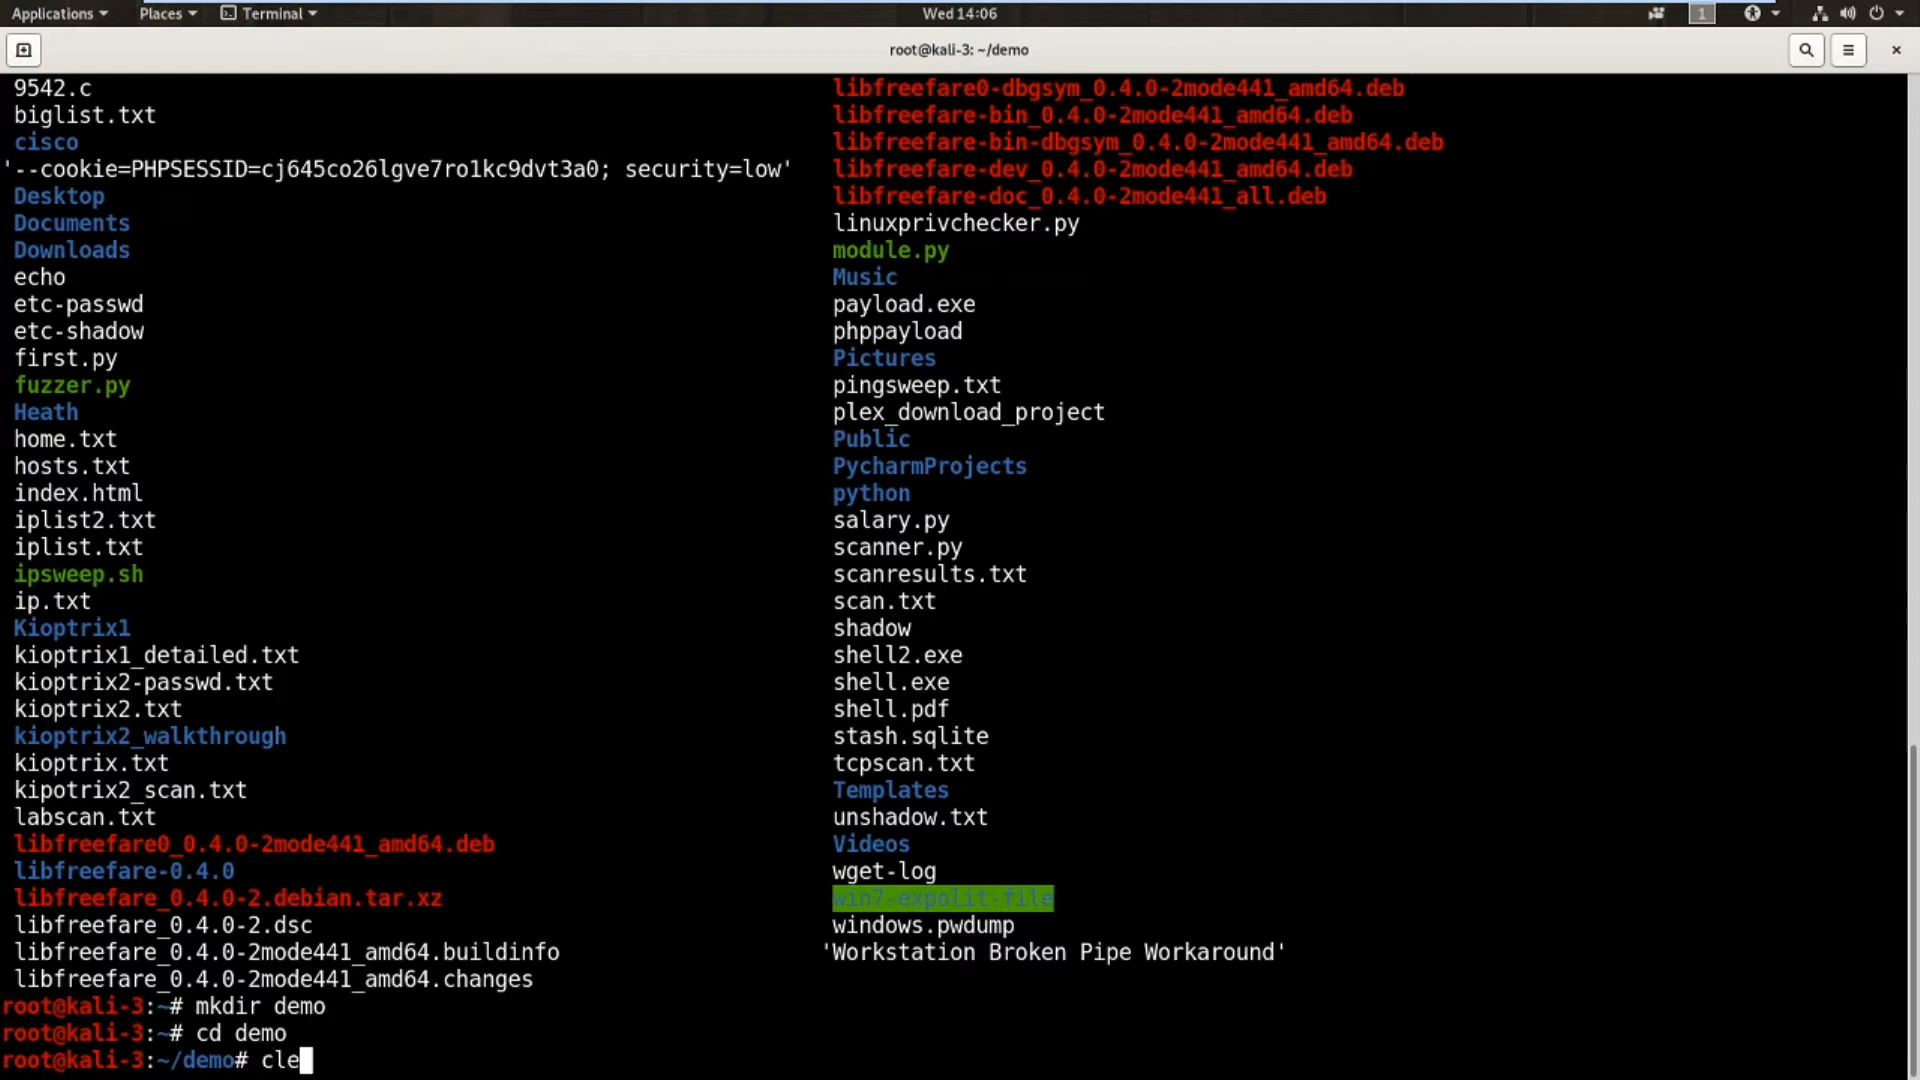 Applications Places Terminal Wed 14:06 1
root@kali-3: ~/demo
9542.c libfreefare0-dbgsym_0.4.0-2mode441_amd64.deb
biglist.txt libfreefare-bin_0.4.0-2mode441_amd64.deb
cisco libfreefare-bin-dbgsym_0.4.0-2mode441_amd64.deb
'--cookie=PHPSESSID=cj645co26lgve7ro1kc9dvt3a0; security=low' libfreefare-dev_0.4.0-2mode441_amd64.deb
Desktop libfreefare-doc_0.4.0-2mode441_all.deb
Documents linuxprivchecker.py
Downloads module.py
echo Music
etc-passwd payload.exe
etc-shadow phppayload
first.py Pictures
fuzzer.py pingsweep.txt
Heath plex_download_project
home.txt Public
hosts.txt PycharmProjects
index.html python
iplist2.txt salary.py
iplist.txt scanner.py
ipsweep.sh scanresults.txt
ip.txt scan.txt
Kioptrix1 shadow
kioptrix1_detailed.txt shell2.exe
kioptrix2-passwd.txt shell.exe
kioptrix2.txt shell.pdf
kioptrix2_walkthrough stash.sqlite
kioptrix.txt tcpscan.txt
kipotrix2_scan.txt Templates
labscan.txt unshadow.txt
libfreefare0_0.4.0-2mode441_amd64.deb Videos
libfreefare-0.4.0 wget-log
libfreefare_0.4.0-2.debian.tar.xz win7-expolit-file
libfreefare_0.4.0-2.dsc windows.pwdump
libfreefare_0.4.0-2mode441_amd64.buildinfo 'Workstation Broken Pipe Workaround'
libfreefare_0.4.0-2mode441_amd64.changes
root@kali-3:~# mkdir demo
root@kali-3:~# cd demo
root@kali-3:~/demo# cle